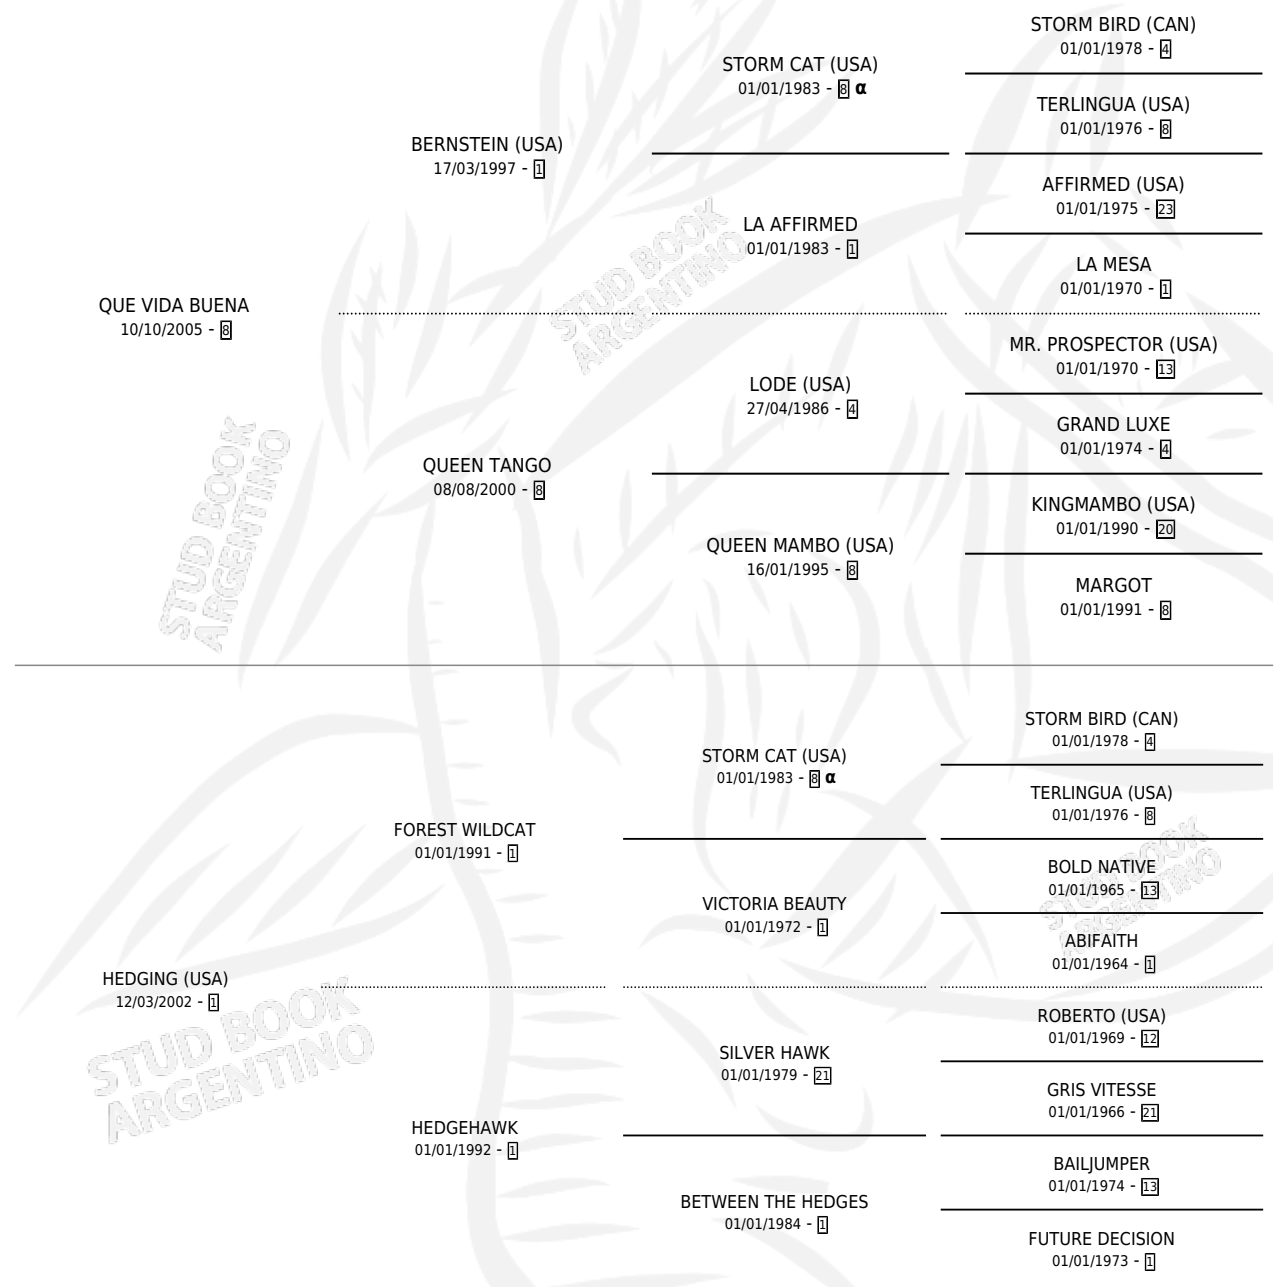 STORM BIRD (CAN)
01/01/1978 - 4
STORM CAT (USA)
01/01/1983 - 8 α
TERLINGUA (USA)
01/01/1976 - 8
BERNSTEIN (USA)
17/03/1997 - 1
AFFIRMED (USA)
01/01/1975 - 23
LA AFFIRMED
01/01/1983 - 1
LA MESA
01/01/1970 - 1
QUE VIDA BUENA
10/10/2005 - 8
MR. PROSPECTOR (USA)
01/01/1970 - 13
LODE (USA)
27/04/1986 - 4
GRAND LUXE
01/01/1974 - 4
QUEEN TANGO
08/08/2000 - 8
KINGMAMBO (USA)
01/01/1990 - 20
QUEEN MAMBO (USA)
16/01/1995 - 8
MARGOT
01/01/1991 - 8
STUD BOOK
ARGENTINO
STUD BOOK
ARGENTINO
STORM BIRD (CAN)
01/01/1978 - 4
STORM CAT (USA)
01/01/1983 - 8 α
TERLINGUA (USA)
01/01/1976 - 8
FOREST WILDCAT
01/01/1991 - 1
BOLD NATIVE
01/01/1965 - 13
VICTORIA BEAUTY
01/01/1972 - 1
ABIFAITH
01/01/1964 - 1
HEDGING (USA)
12/03/2002 - 1
ROBERTO (USA)
01/01/1969 - 12
SILVER HAWK
01/01/1979 - 21
GRIS VITESSE
01/01/1966 - 21
HEDGEHAWK
01/01/1992 - 1
BAILJUMPER
01/01/1974 - 13
BETWEEN THE HEDGES
01/01/1984 - 1
FUTURE DECISION
01/01/1973 - 1
STUD BOOK
ARGENTINO
STUD BOOK
ARGENTINO